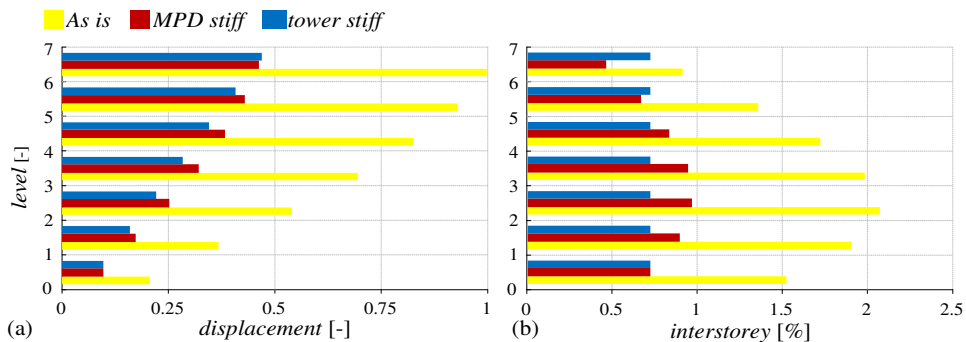 As is MPD stiff tower stiff
level [-]
7
6
5
4
3
2
1
0
0 0.25 0.5 0.75 1
(a) displacement [-]
7
6
5
4
3
2
1
0
0 0.5 1 1.5 2 2.5
(b) interstorey [%]